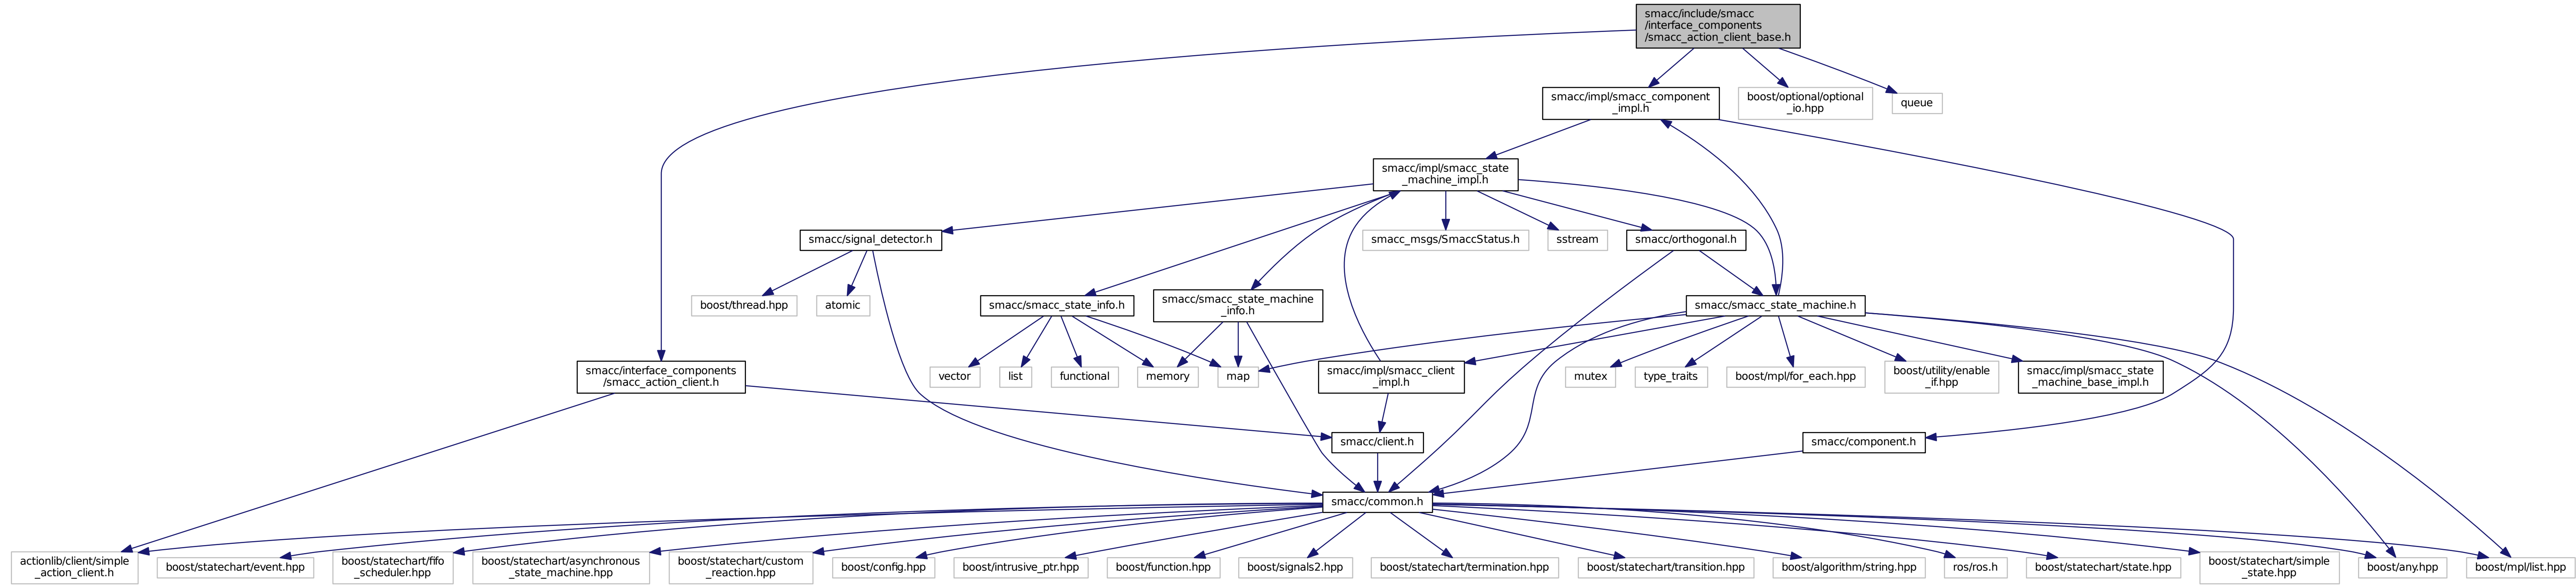 smacc/include/smacc
/interface_components
/smacc_action_client_base.h
smacc/impl/smacc_component
_impl.h
boost/optional/optional
_io.hpp
queue
smacc/impl/smacc_state
_machine_impl.h
smacc/signal_detector.h
smacc_msgs/SmaccStatus.h
sstream
smacc/orthogonal.h
boost/thread.hpp
atomic
smacc/smacc_state_info.h
smacc/smacc_state_machine
_info.h
smacc/smacc_state_machine.h
smacc/interface_components
/smacc_action_client.h
vector
list
functional
memory
map
smacc/impl/smacc_client
_impl.h
mutex
type_traits
boost/mpl/for_each.hpp
boost/utility/enable
_if.hpp
smacc/impl/smacc_state
_machine_base_impl.h
smacc/client.h
smacc/component.h
smacc/common.h
actionlib/client/simple
_action_client.h
boost/statechart/event.hpp
boost/statechart/fifo
_scheduler.hpp
boost/statechart/asynchronous
_state_machine.hpp
boost/statechart/custom
_reaction.hpp
boost/config.hpp
boost/intrusive_ptr.hpp
boost/function.hpp
boost/signals2.hpp
boost/statechart/termination.hpp
boost/statechart/transition.hpp
boost/algorithm/string.hpp
ros/ros.h
boost/statechart/state.hpp
boost/statechart/simple
_state.hpp
boost/any.hpp
boost/mpl/list.hpp